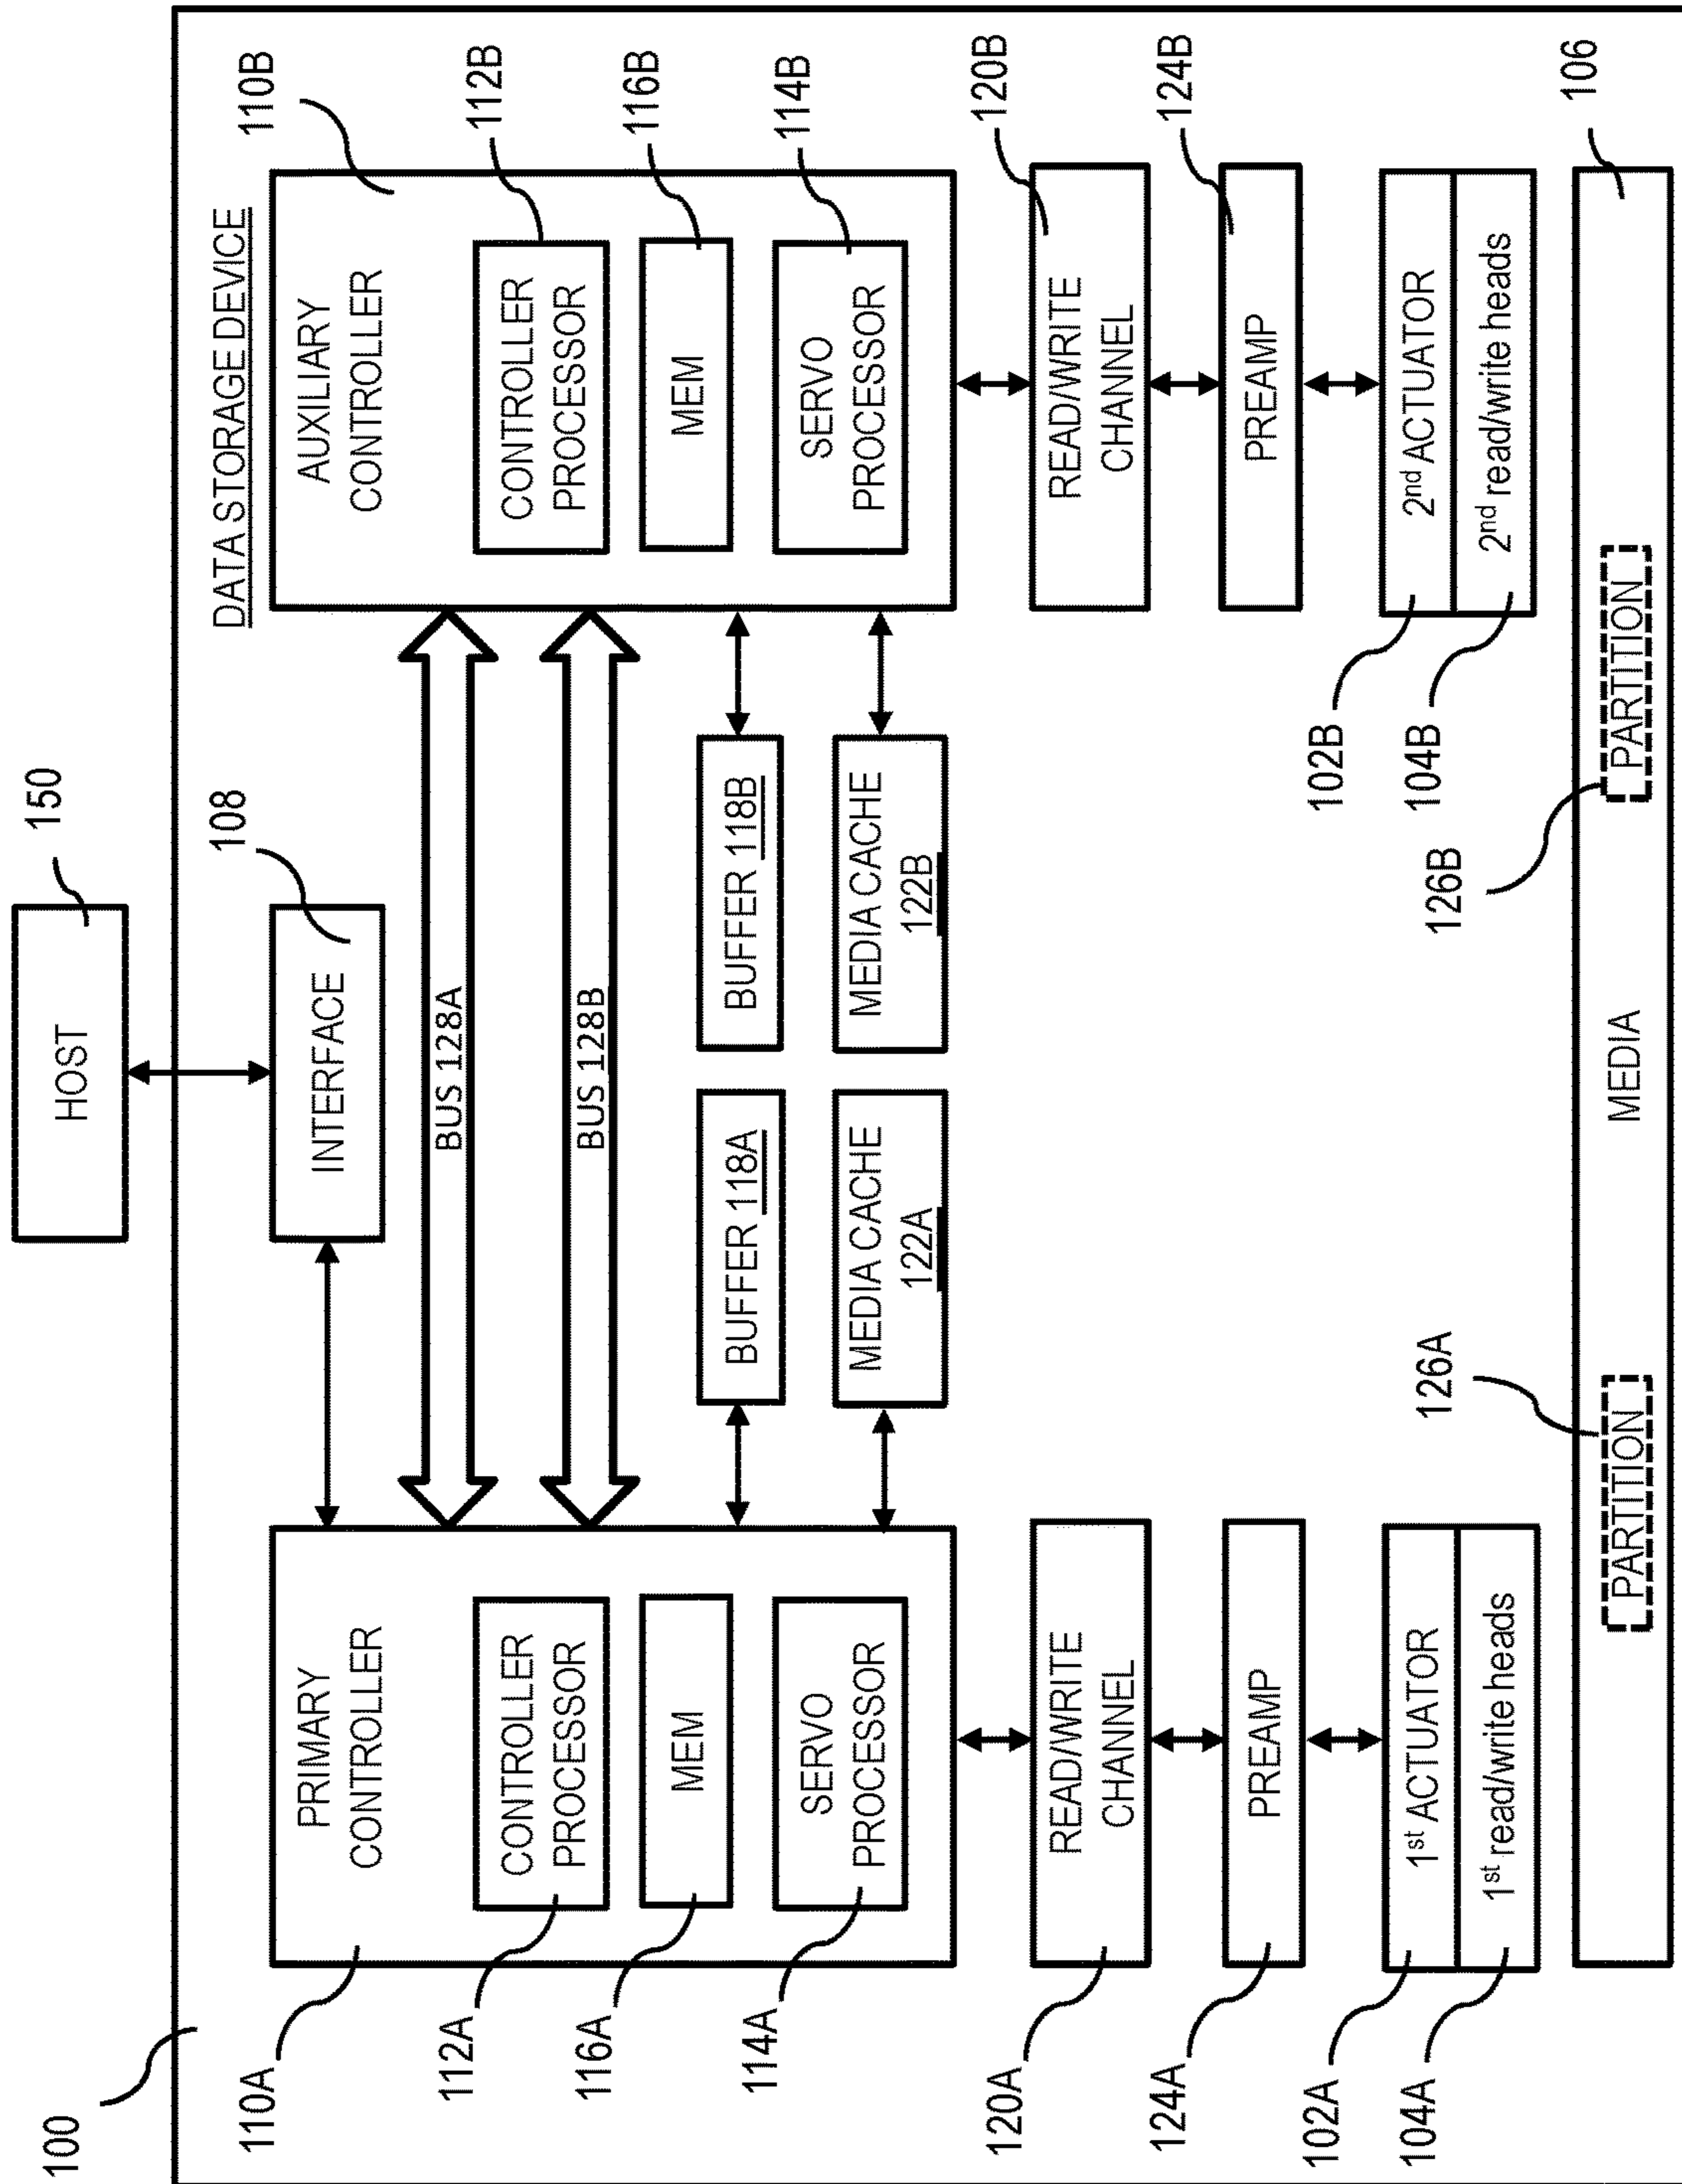 150
HOST
100
DATA STORAGE DEVICE
108
INTERFACE
110A
PRIMARY
CONTROLLER
112A
CONTROLLER
PROCESSOR
116A
MEM
114A
SERVO
PROCESSOR
BUS 128A
BUS 128B
BUFFER 118A
BUFFER 118B
MEDIA CACHE
122A
MEDIA CACHE
122B
110B
AUXILIARY
CONTROLLER
112B
CONTROLLER
PROCESSOR
116B
MEM
114B
SERVO
PROCESSOR
120A
READ/WRITE
CHANNEL
120B
READ/WRITE
CHANNEL
124A
PREAMP
124B
PREAMP
102A
1st ACTUATOR
104A
1st read/write heads
102B
2nd ACTUATOR
104B
2nd read/write heads
126A
PARTITION
126B
PARTITION
MEDIA
106